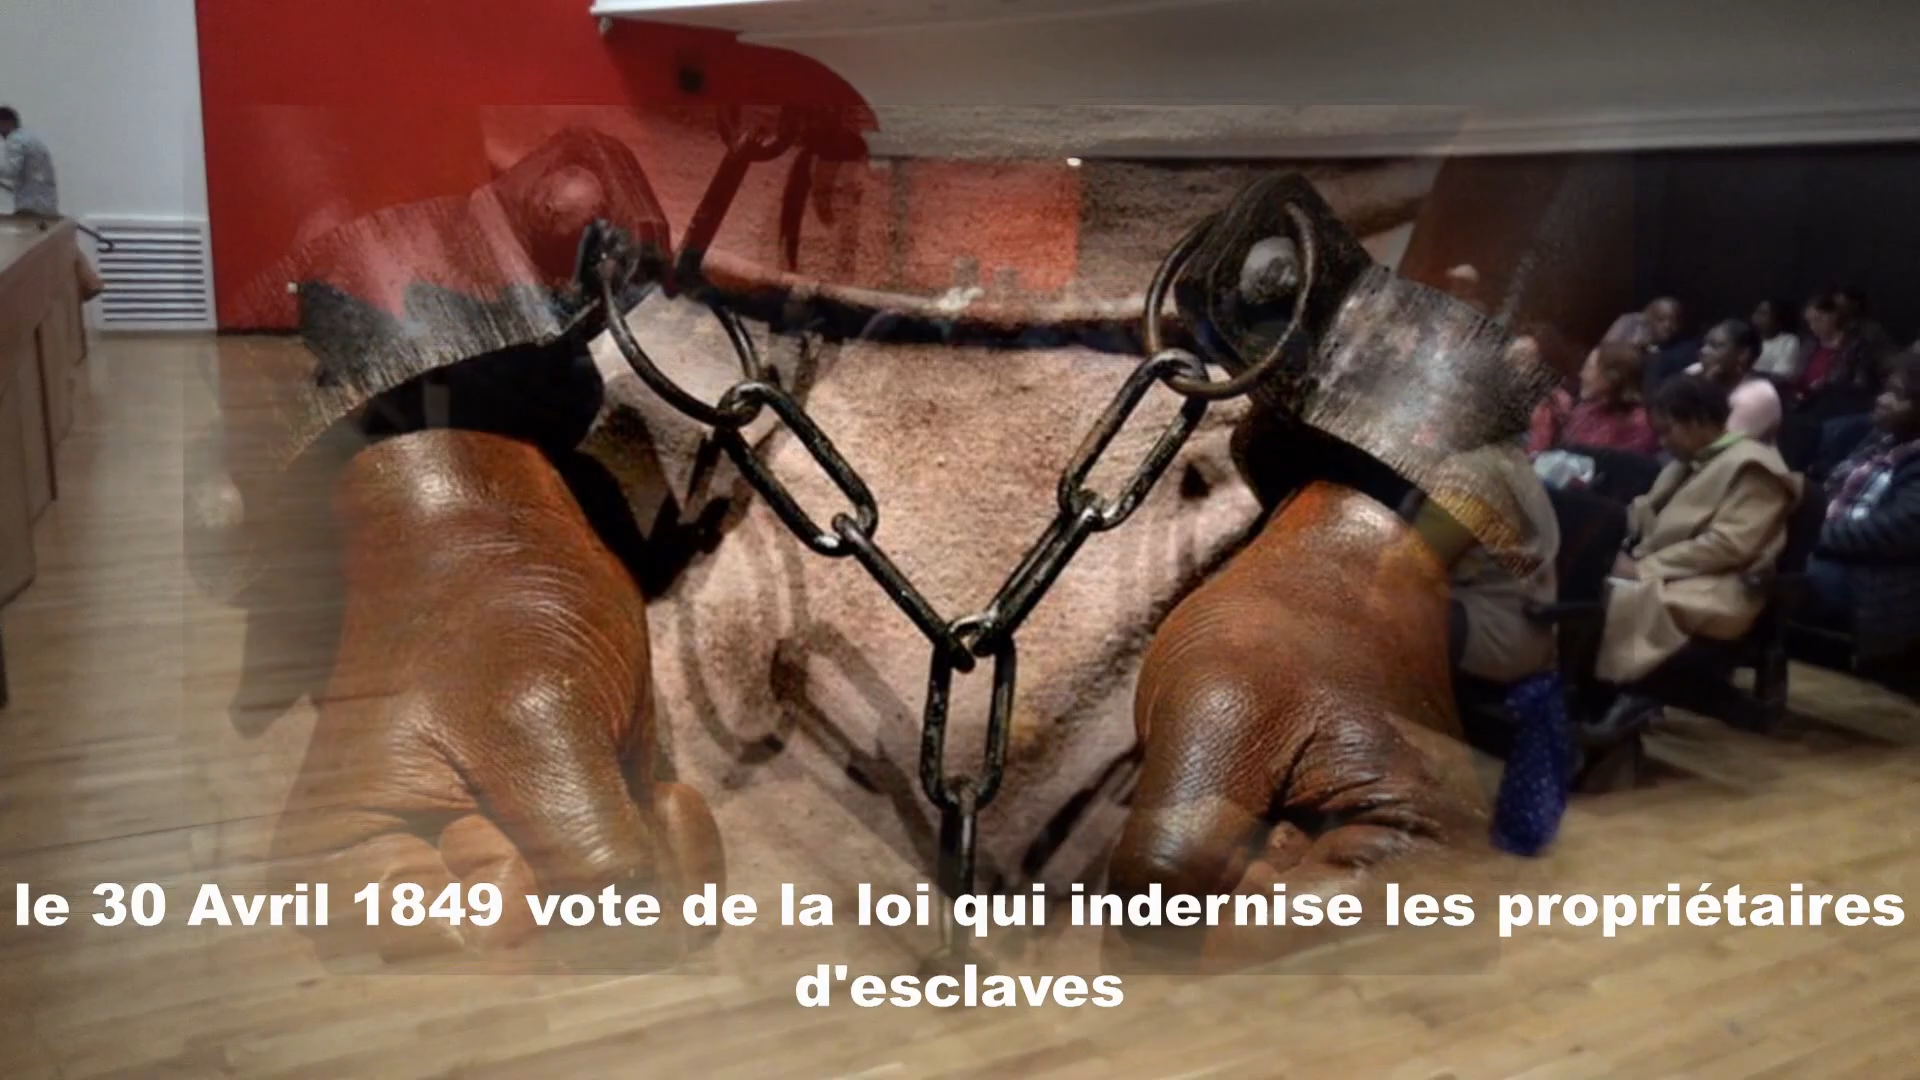 le 30 Avril 1849 vote de la loi qui indernise les propriétaires
d'esclaves